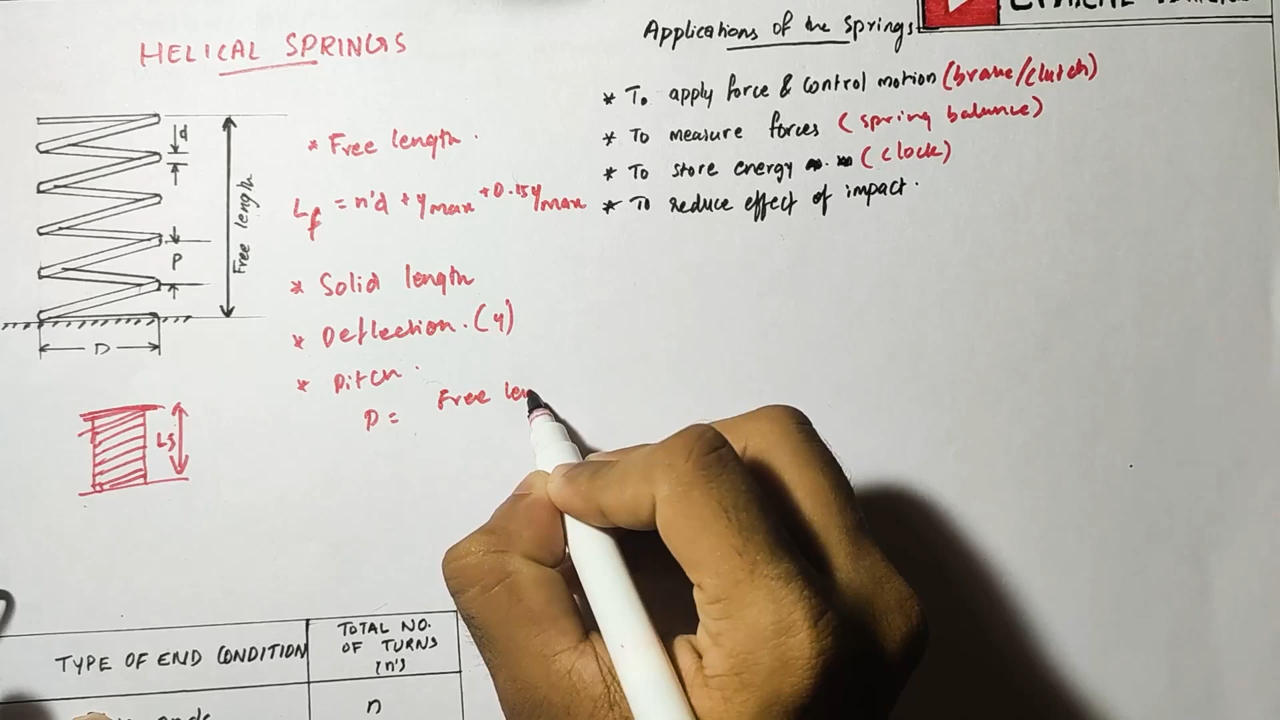 HELICAL SPRINGS
d
P
Free length
D
Ls
* Free length.
Lf = n'd + ymax + 0.15ymax
* Solid length
* Deflection. (y)
* Pitch.
P = Free len
Applications of the springs
* To apply force & control motion (brake/clutch)
* To measure forces (spring balance)
* To store energy (clock)
* To reduce effect of impact.
TYPE OF END CONDITION
TOTAL NO.
OF TURNS
(n')
n